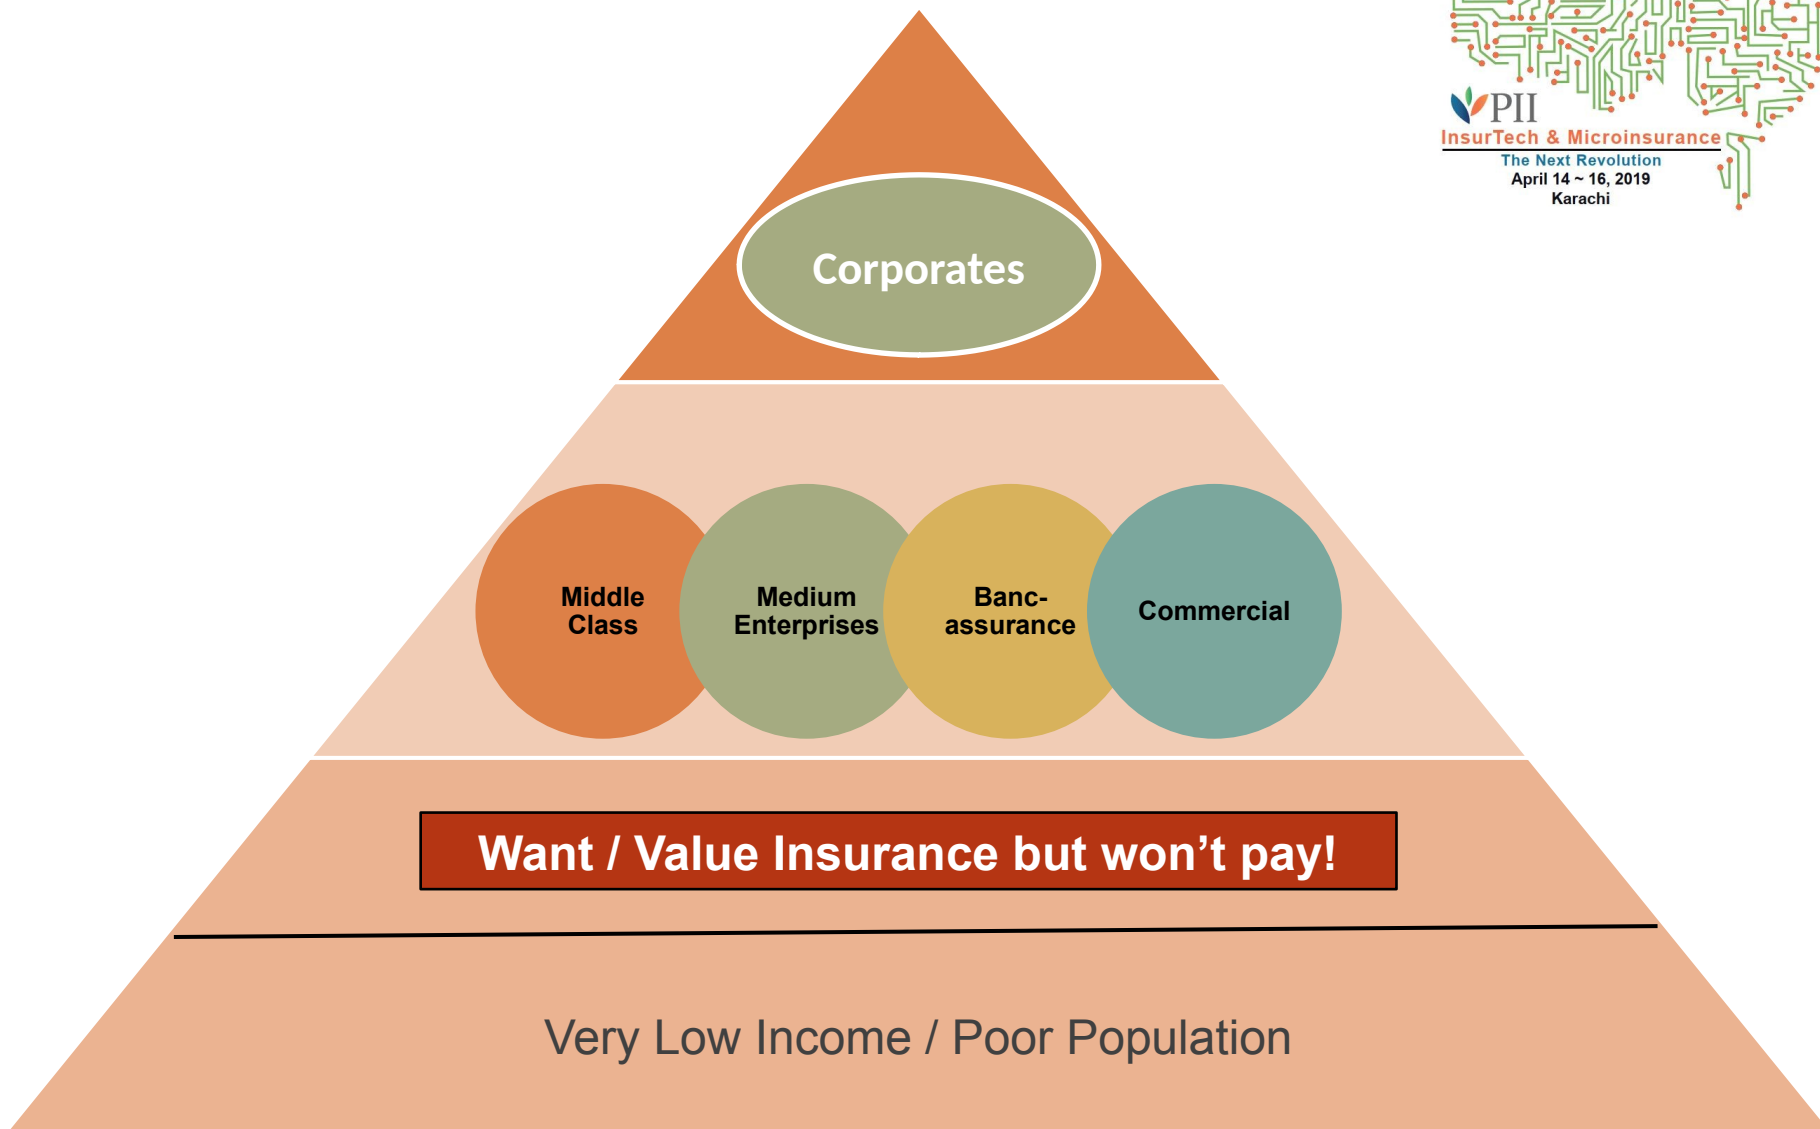 PII
InsurTech & Microinsurance
The Next Revolution
April 14 ~ 16, 2019
Karachi
Corporates
Middle
Class
Medium
Enterprises
Banc-
assurance
Commercial
Want / Value Insurance but won’t pay!
Very Low Income / Poor Population